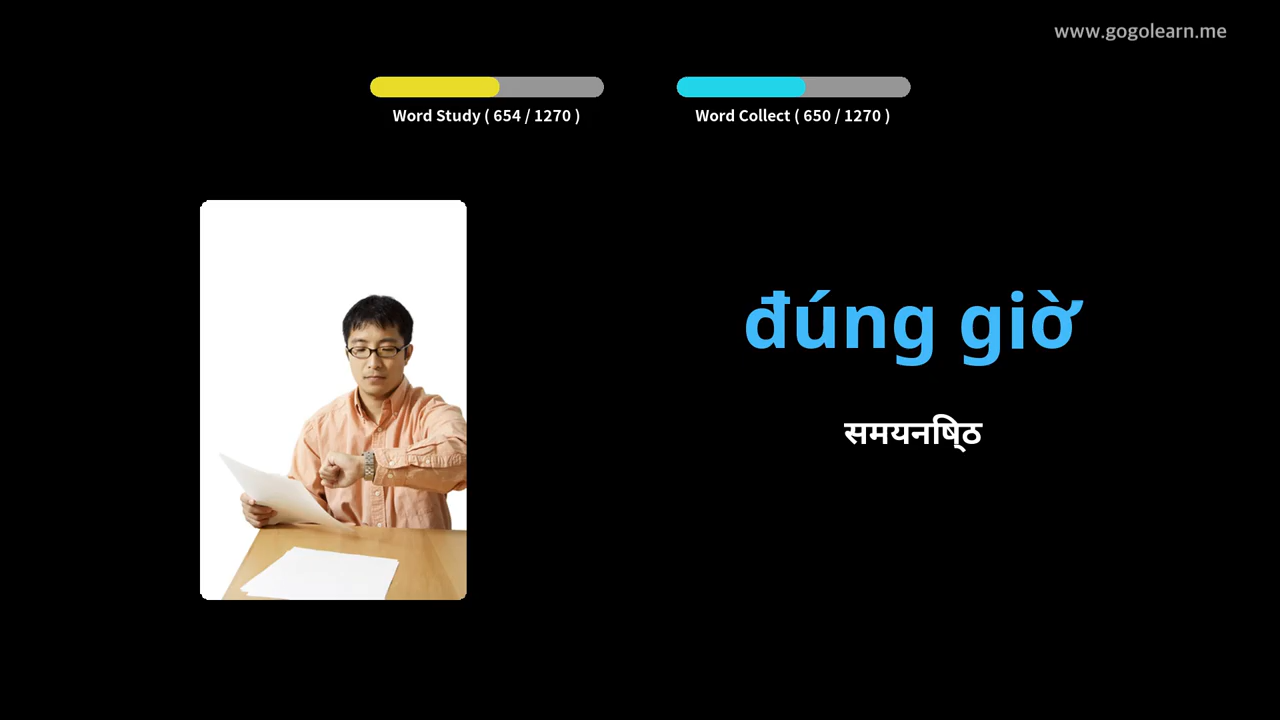 www.gogolearn.me
Word Study ( 654 / 1270 )
Word Collect ( 650 / 1270 )
đúng giờ
समयनिष्ठ